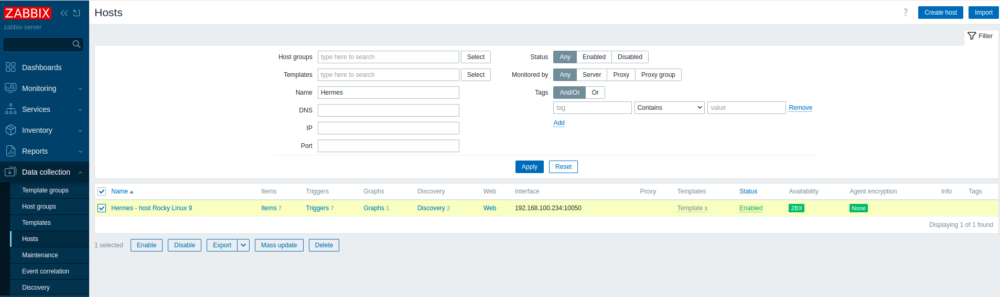 ZABBIX
zabbix-server
Dashboards
Monitoring
Services
Inventory
Reports
Data collection
Template groups
Host groups
Templates
Hosts
Maintenance
Event correlation
Discovery
Hosts
? Create host Import
Filter
Host groups type here to search Select
Templates type here to search Select
Name Hermes
DNS
IP
Port
Status Any Enabled Disabled
Monitored by Any Server Proxy Proxy group
Tags And/Or Or
tag Contains value Remove
Add
Apply Reset
Name Items Triggers Graphs Discovery Web Interface Proxy Templates Status Availability Agent encryption Info Tags
Hermes - host Rocky Linux 9 Items 7 Triggers 7 Graphs 1 Discovery 2 Web 192.168.100.234:10050 Template x Enabled ZBX None
Displaying 1 of 1 found
1 selected Enable Disable Export Mass update Delete